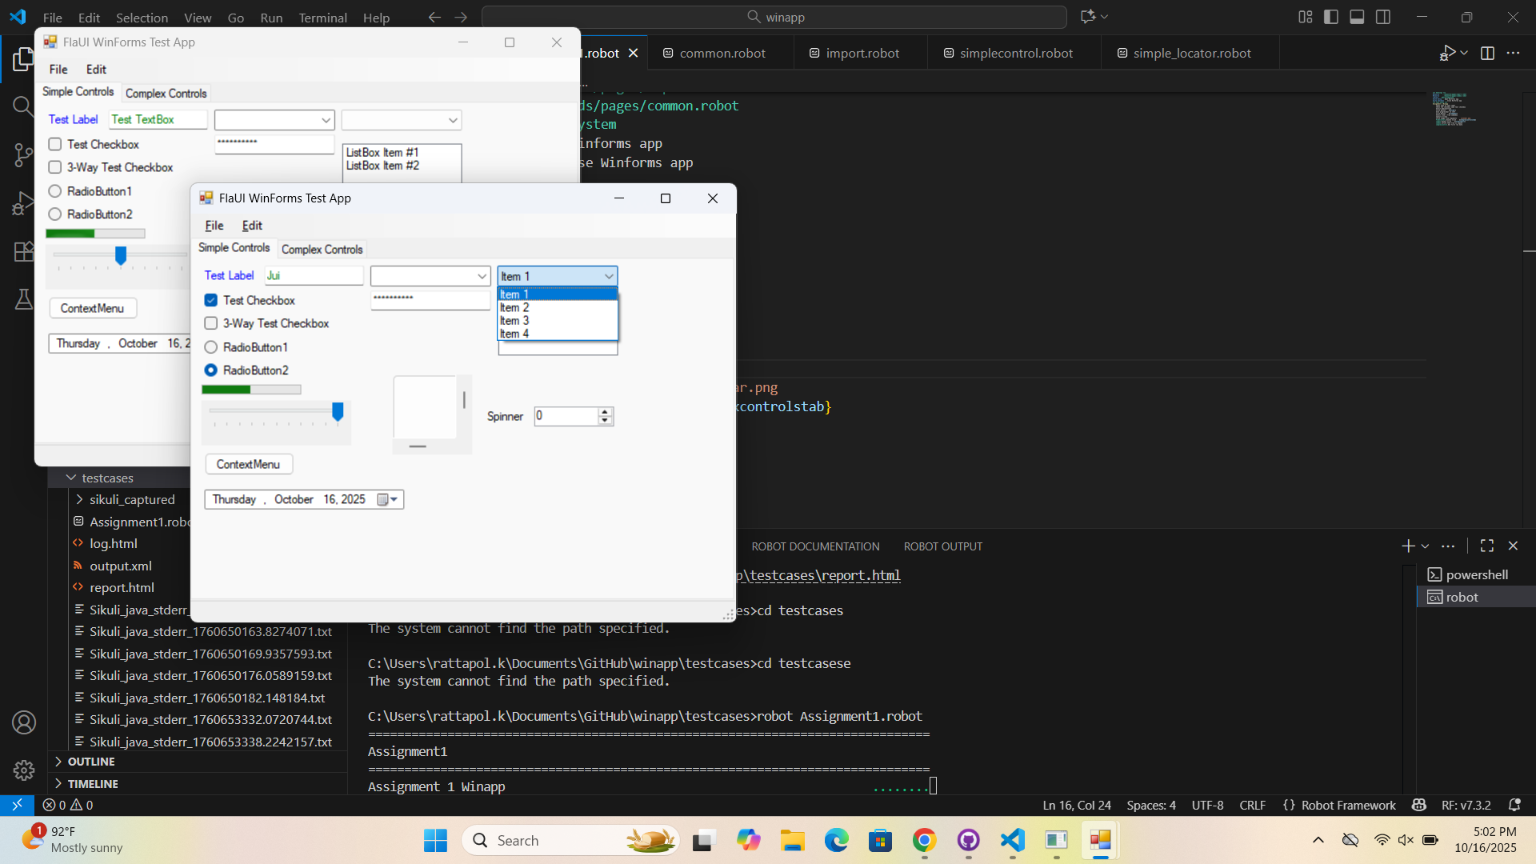 File Edit Selection View Go Run Terminal Help
winapp
FlaUI WinForms Test App
File Edit
Simple Controls Complex Controls
Test Label Test TextBox
Test Checkbox **********
3-Way Test Checkbox
ListBox Item #1
ListBox Item #2
RadioButton1
RadioButton2
ContextMenu
Thursday , October 16, 2
.robot common.robot import.robot simplecontrol.robot simple_locator.robot
ds/pages/common.robot
ystem
informs app
se Winforms app
ar.png
xcontrolstab}
FlaUI WinForms Test App
File Edit
Simple Controls Complex Controls
Test Label Jui Item 1
Item 1
Item 2
Item 3
Item 4
Test Checkbox **********
3-Way Test Checkbox
RadioButton1
RadioButton2
Spinner 0
ContextMenu
Thursday , October 16, 2025
testcases
sikuli_captured
Assignment1.robo
log.html
output.xml
report.html
Sikuli_java_stderr_
Sikuli_java_stderr_1760650163.8274071.txt
Sikuli_java_stderr_1760650169.9357593.txt
Sikuli_java_stderr_1760650176.0589159.txt
Sikuli_java_stderr_1760650182.148184.txt
Sikuli_java_stderr_1760653332.0720744.txt
Sikuli_java_stderr_1760653338.2242157.txt
OUTLINE
TIMELINE
ROBOT DOCUMENTATION ROBOT OUTPUT
powershell
robot
p\testcases\report.html
es>cd testcases
The system cannot find the path specified.
C:\Users\rattapol.k\Documents\GitHub\winapp\testcases>cd testcasese
The system cannot find the path specified.
C:\Users\rattapol.k\Documents\GitHub\winapp\testcases>robot Assignment1.robot
==============================================================================
Assignment1
==============================================================================
Assignment 1 Winapp ........
0 0 Ln 16, Col 24 Spaces: 4 UTF-8 CRLF {} Robot Framework RF: v7.3.2
1
92°F
Mostly sunny
Search
5:02 PM
10/16/2025